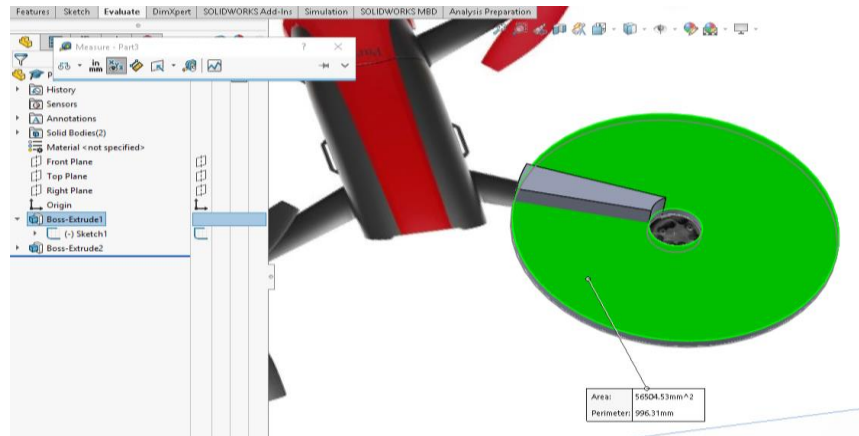 Features Sketch Evaluate DimXpert SOLIDWORKS Add-Ins Simulation SOLIDWORKS MBD Analysis Preparation
Measure - Part3 ?
in
mm
History
Sensors
Annotations
Solid Bodies(2)
Material <not specified>
Front Plane
Top Plane
Right Plane
Origin
Boss-Extrude1
(-) Sketch1
Boss-Extrude2
Area: 56504.53mm^2
Perimeter: 996.31mm